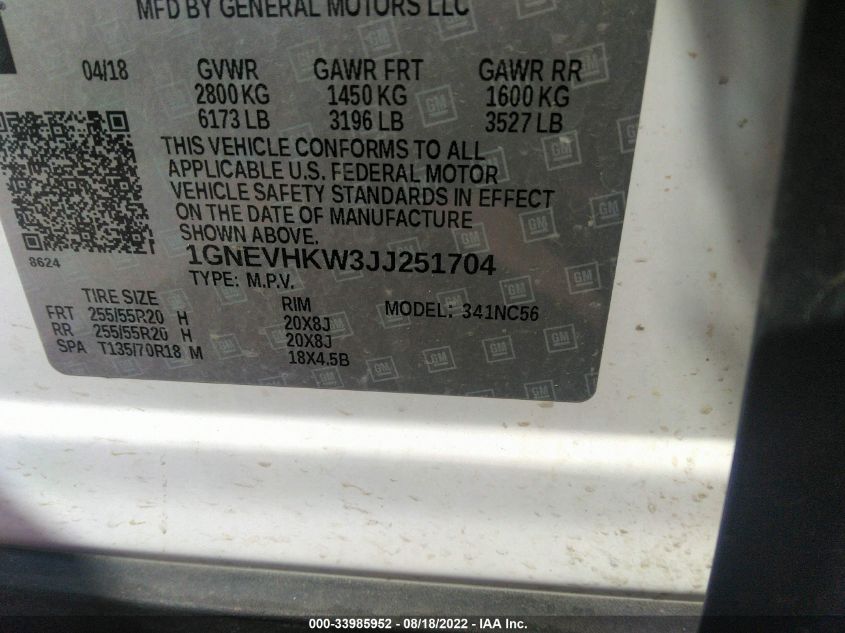 MFD BY GENERAL MOTORS LLC
04/18 GVWR GAWR FRT GAWR RR
2800 KG 1450 KG 1600 KG
6173 LB 3196 LB 3527 LB
THIS VEHICLE CONFORMS TO ALL
APPLICABLE U.S. FEDERAL MOTOR
VEHICLE SAFETY STANDARDS IN EFFECT
ON THE DATE OF MANUFACTURE
SHOWN ABOVE.
8624
1GNEVHKW3JJ251704
TYPE: M.P.V.
TIRE SIZE RIM MODEL: 341NC56
FRT 255/55R20 H 20X8J
RR 255/55R20 H 20X8J
SPA T135/70R18 M 18X4.5B
GM
000-33985952 – 08/18/2022 – IAA Inc.